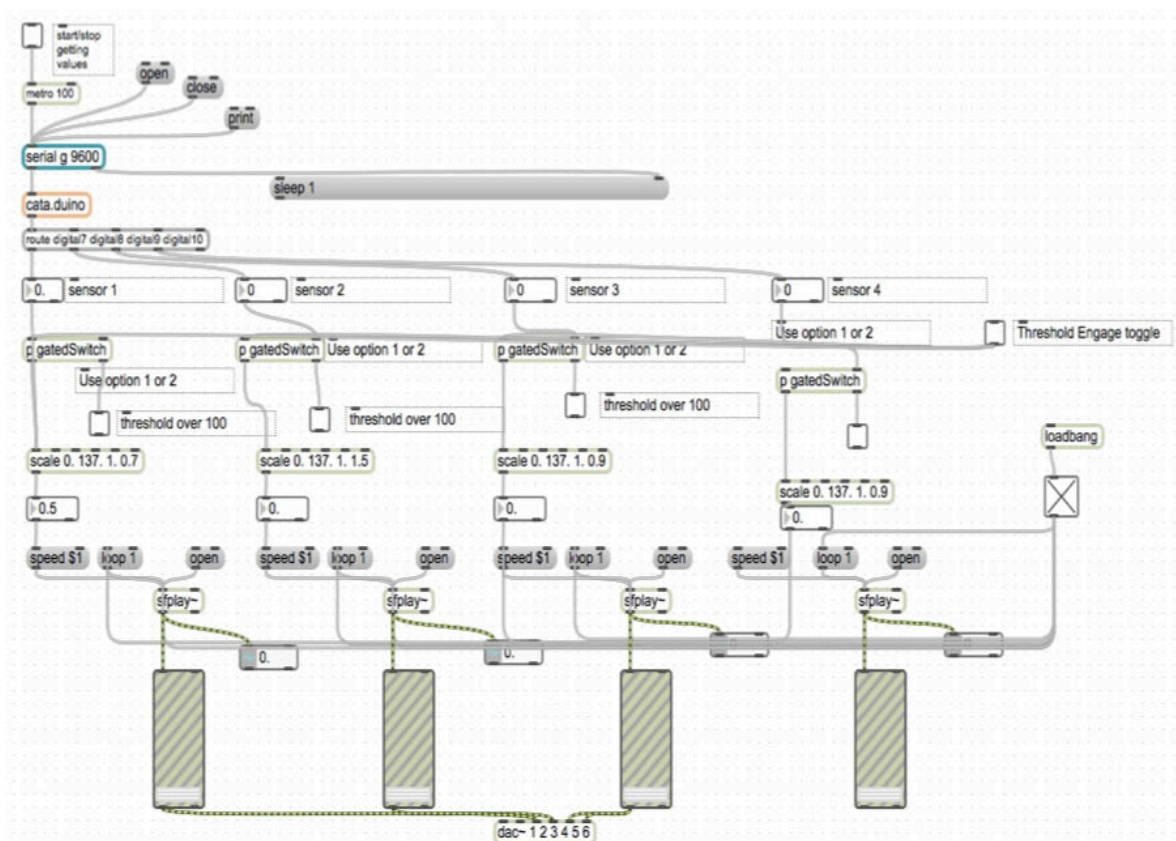 start/stop
getting
values
open
metro 100
close
print
serial g 9600
sleep 1
cata.duino
route digital7 digital8 digital9 digital10
0. sensor 1 0 sensor 2 0 sensor 3 0 sensor 4
Use option 1 or 2 Threshold Engage toggle
p gatedSwitch p gatedSwitch Use option 1 or 2 p gatedSwitch Use option 1 or 2
Use option 1 or 2 p gatedSwitch
threshold over 100 threshold over 100 threshold over 100
loadbang
scale 0. 137. 1. 0.7 scale 0. 137. 1. 1.5 scale 0. 137. 1. 0.9
scale 0. 137. 1. 0.9
0.5 0. 0. 0.
speed $1 loop 1 open speed $1 loop 1 open speed $1 loop 1 open speed $1 loop 1 open
sfplay~ sfplay~ sfplay~ sfplay~
0. 0.
dac~ 1 2 3 4 5 6